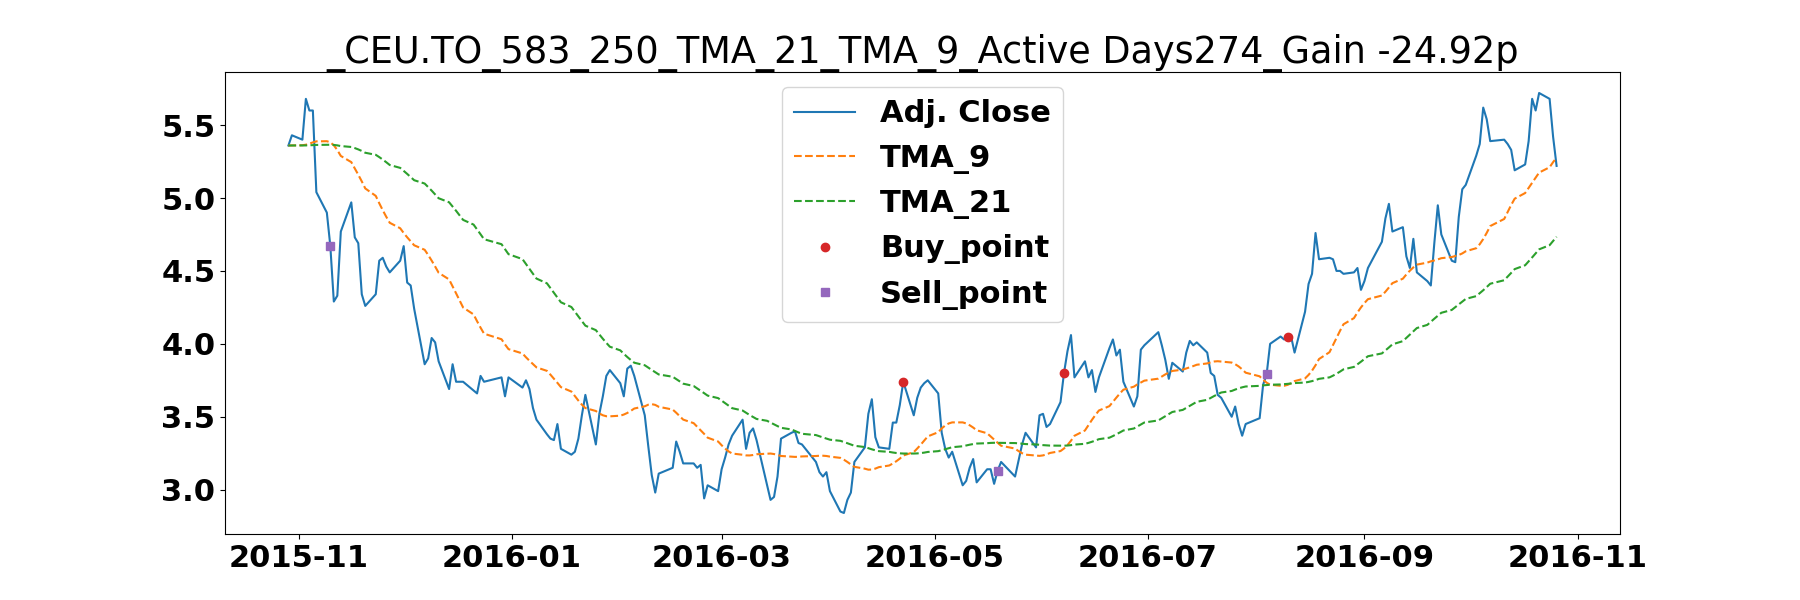 _CEU.TO_583_250_TMA_21_TMA_9_Active Days274_Gain -24.92p
Adj. Close
TMA_9
TMA_21
Buy_point
Sell_point
5.5
5.0
4.5
4.0
3.5
3.0
2015-11 2016-01 2016-03 2016-05 2016-07 2016-09 2016-11